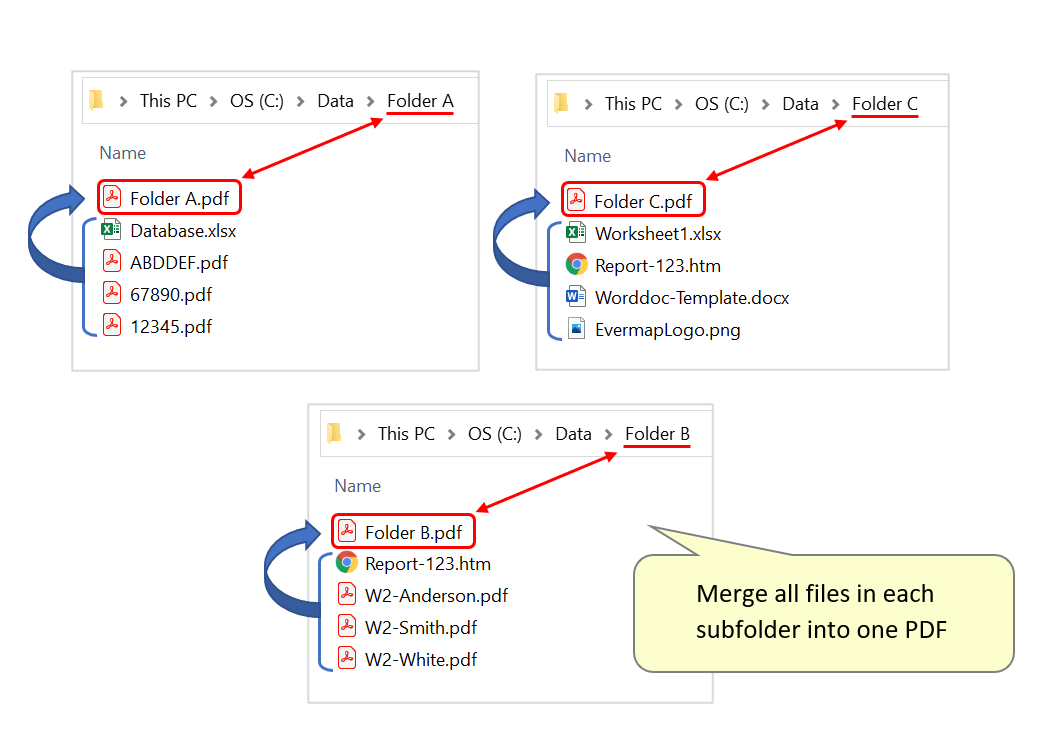 This PC > OS (C:) > Data > Folder A
Name
Folder A.pdf
Database.xlsx
ABDDEF.pdf
67890.pdf
12345.pdf
This PC > OS (C:) > Data > Folder C
Name
Folder C.pdf
Worksheet1.xlsx
Report-123.htm
Worddoc-Template.docx
EvermapLogo.png
This PC > OS (C:) > Data > Folder B
Name
Folder B.pdf
Report-123.htm
W2-Anderson.pdf
W2-Smith.pdf
W2-White.pdf
Merge all files in each
subfolder into one PDF